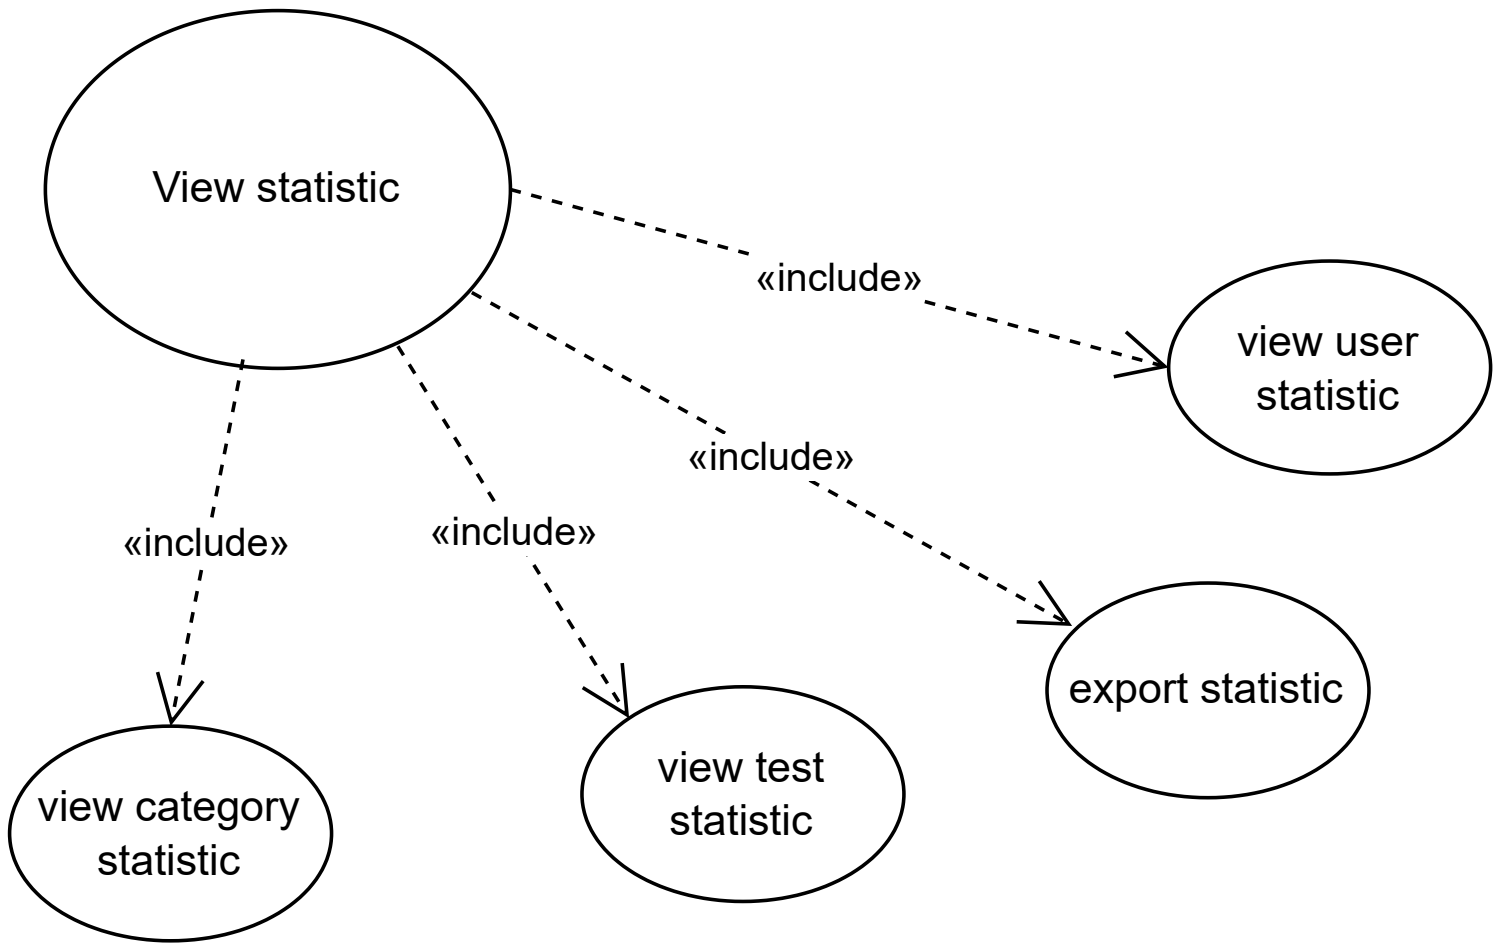 View statistic
«include»
view user
statistic
«include»
«include»
«include»
export statistic
view test
statistic
view category
statistic